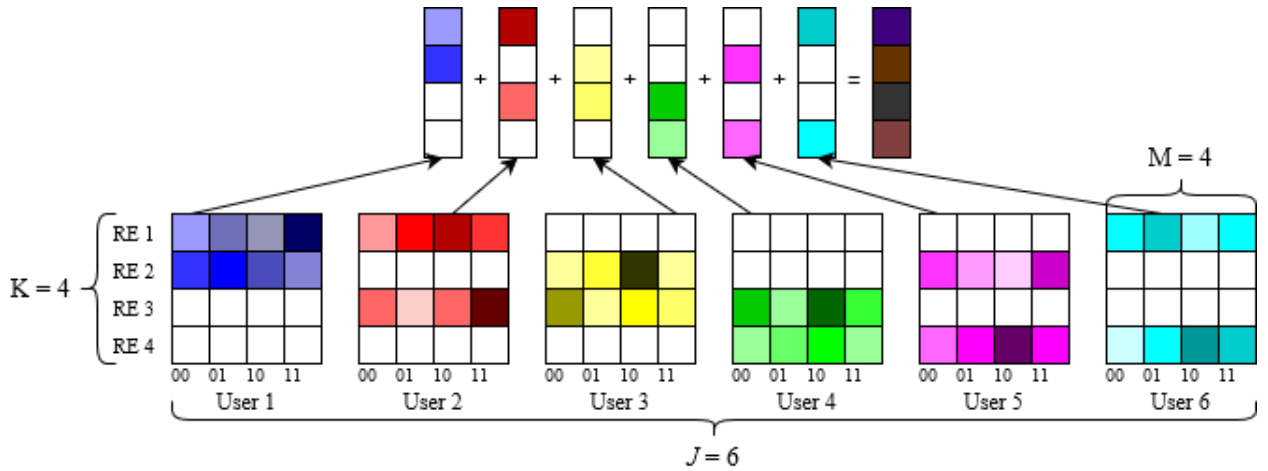 + + + + + =
M = 4
RE 1
RE 2
K = 4
RE 3
RE 4
00 01 10 11 00 01 10 11 00 01 10 11 00 01 10 11 00 01 10 11 00 01 10 11
User 1 User 2 User 3 User 4 User 5 User 6
J = 6